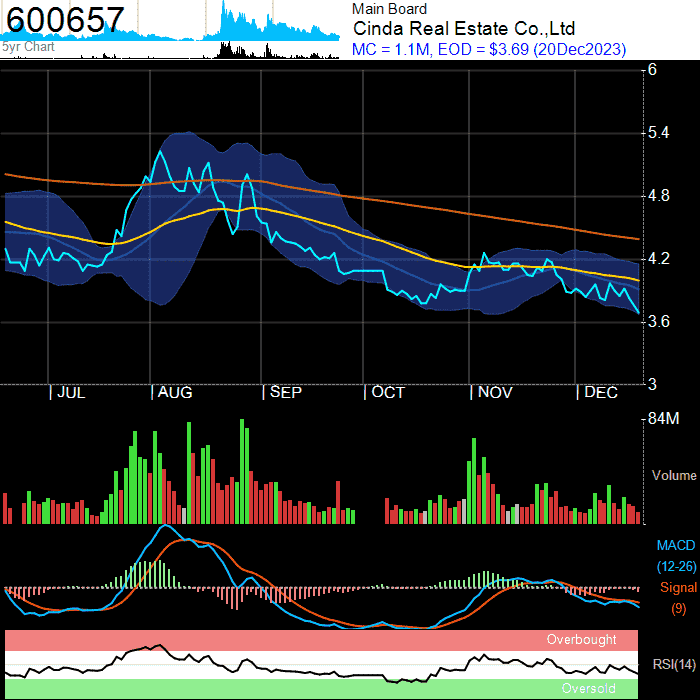 600657
5yr Chart
Main Board
Cinda Real Estate Co.,Ltd
MC = 1.1M, EOD = $3.69 (20Dec2023)
6
5.4
4.8
4.2
3.6
3
| JUL
| AUG
| SEP
| OCT
| NOV
| DEC
84M
Volume
MACD
(12-26)
Signal
(9)
Overbought
RSI(14)
Oversold